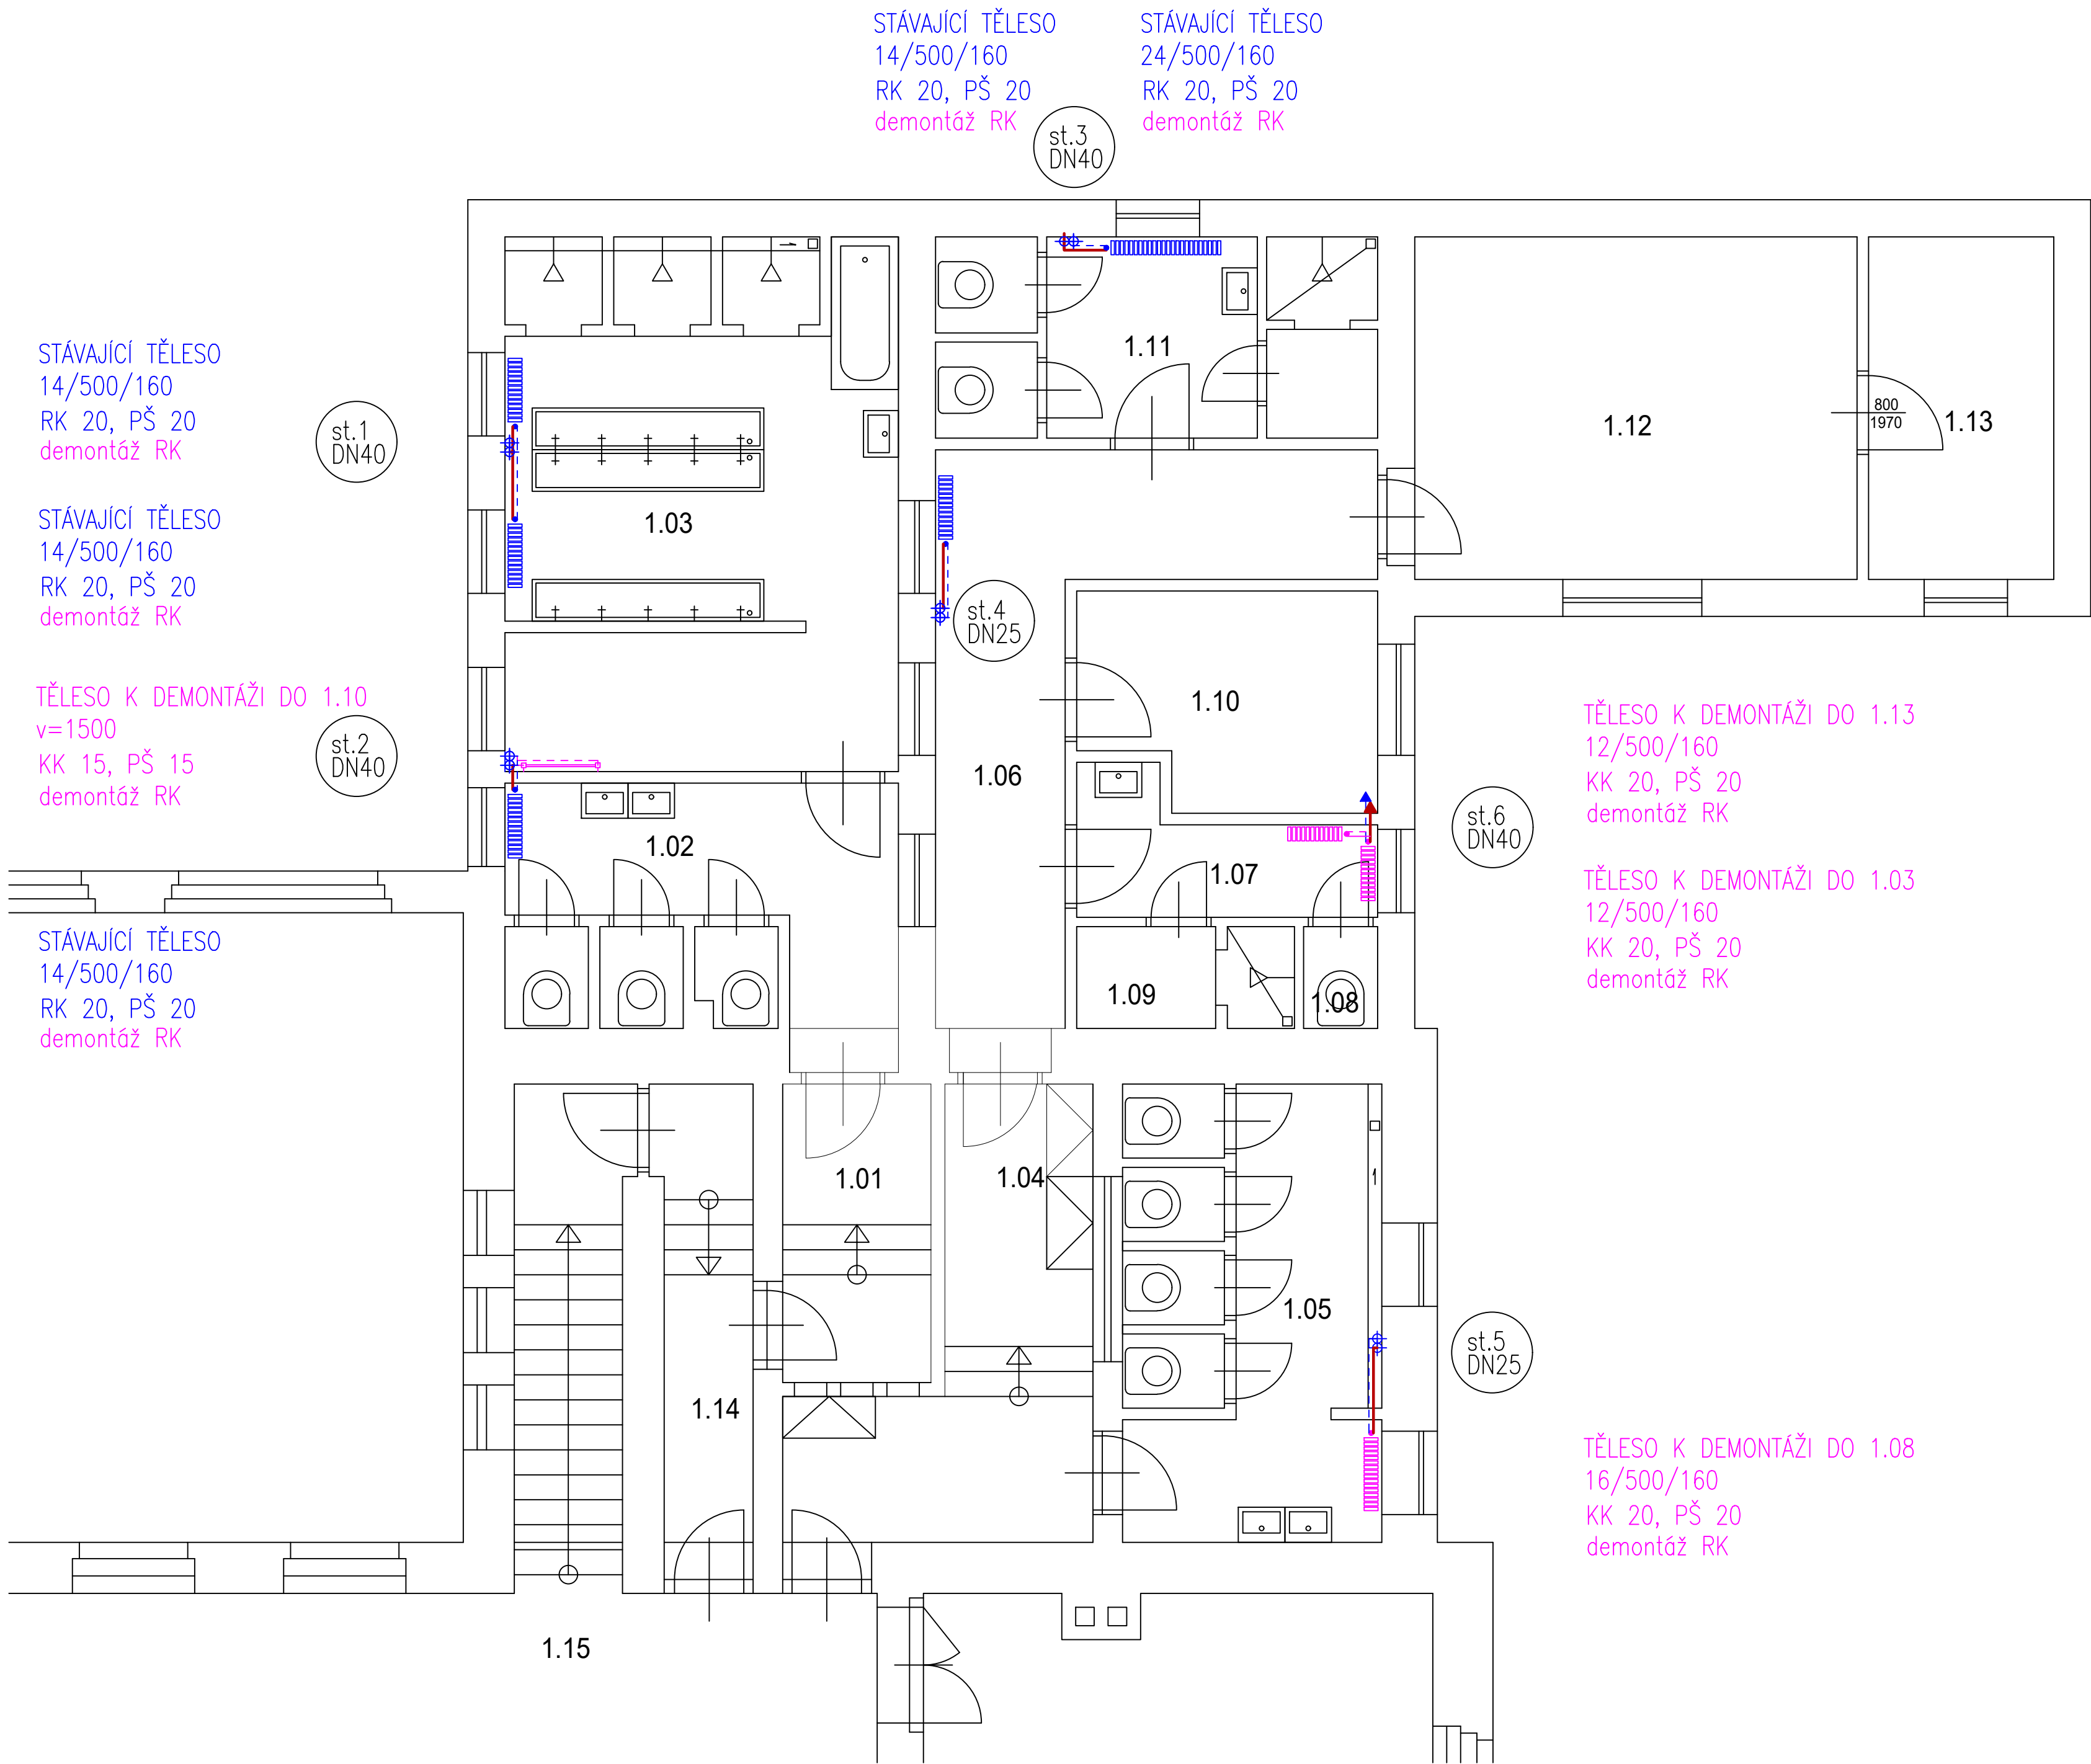 STÁVAJÍCÍ TĚLESO
14/500/160
RK 20, PŠ 20
demontáž RK
STÁVAJÍCÍ TĚLESO
24/500/160
RK 20, PŠ 20
demontáž RK
st.3
DN40
STÁVAJÍCÍ TĚLESO
14/500/160
RK 20, PŠ 20
demontáž RK
st.1
DN40
STÁVAJÍCÍ TĚLESO
14/500/160
RK 20, PŠ 20
demontáž RK
TĚLESO K DEMONTÁŽI DO 1.10
v=1500
KK 15, PŠ 15
demontáž RK
st.2
DN40
STÁVAJÍCÍ TĚLESO
14/500/160
RK 20, PŠ 20
demontáž RK
1.11
1.12
800
1970
1.13
1.03
st.4
DN25
1.10
1.06
1.02
1.07
1.09
1.08
TĚLESO K DEMONTÁŽI DO 1.13
12/500/160
KK 20, PŠ 20
demontáž RK
st.6
DN40
TĚLESO K DEMONTÁŽI DO 1.03
12/500/160
KK 20, PŠ 20
demontáž RK
1.01
1.04
1.05
1.14
st.5
DN25
TĚLESO K DEMONTÁŽI DO 1.08
16/500/160
KK 20, PŠ 20
demontáž RK
1.15